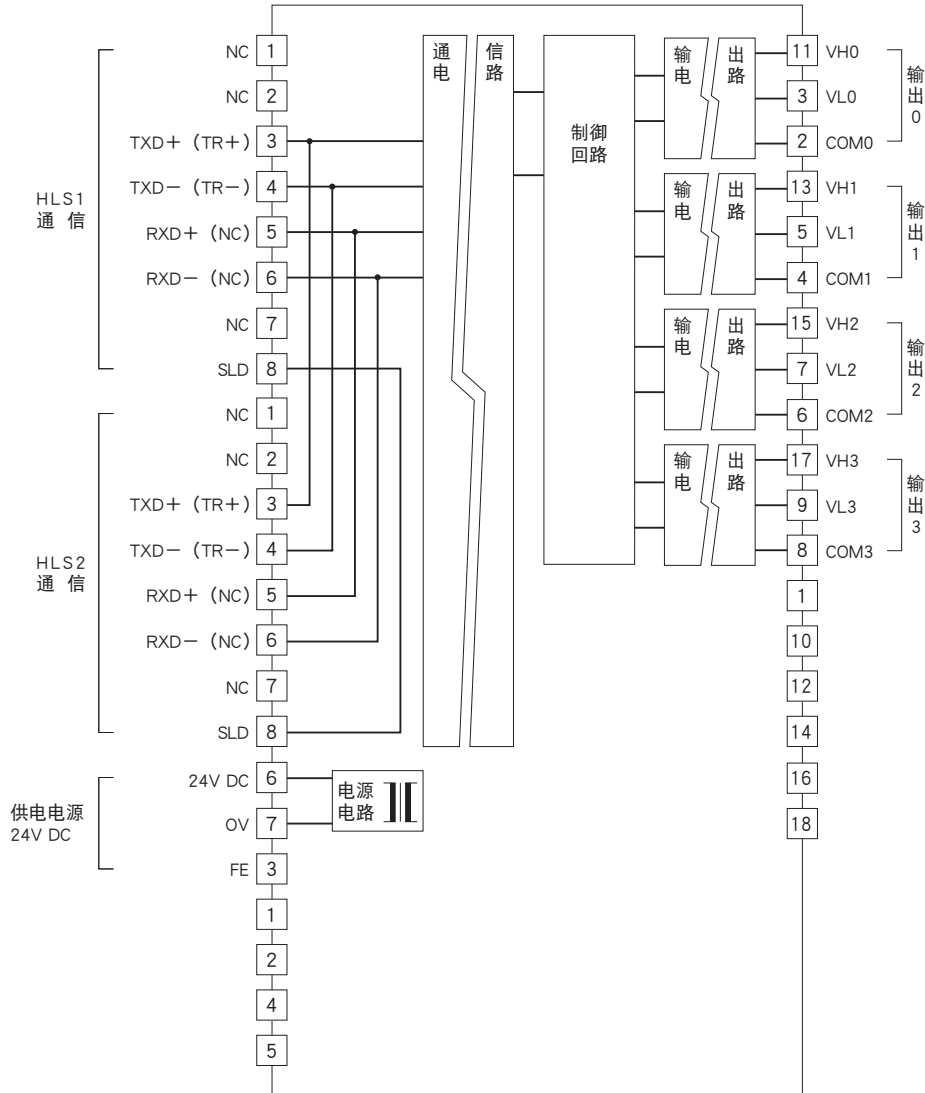 HLS1
通 信
NC 1
NC 2
TXD+ (TR+) 3
TXD− (TR−) 4
RXD+ (NC) 5
RXD− (NC) 6
NC 7
SLD 8
HLS2
通 信
NC 1
NC 2
TXD+ (TR+) 3
TXD− (TR−) 4
RXD+ (NC) 5
RXD− (NC) 6
NC 7
SLD 8
供电电源
24V DC
24V DC 6
0V 7
FE 3
1
2
4
5
电源
电路
通 信
电 路
制御
回路
输 出
电 路
11 VH0
3 VL0
2 COM0
输出0
输 出
电 路
13 VH1
5 VL1
4 COM1
输出1
输 出
电 路
15 VH2
7 VL2
6 COM2
输出2
输 出
电 路
17 VH3
9 VL3
8 COM3
输出3
1
10
12
14
16
18